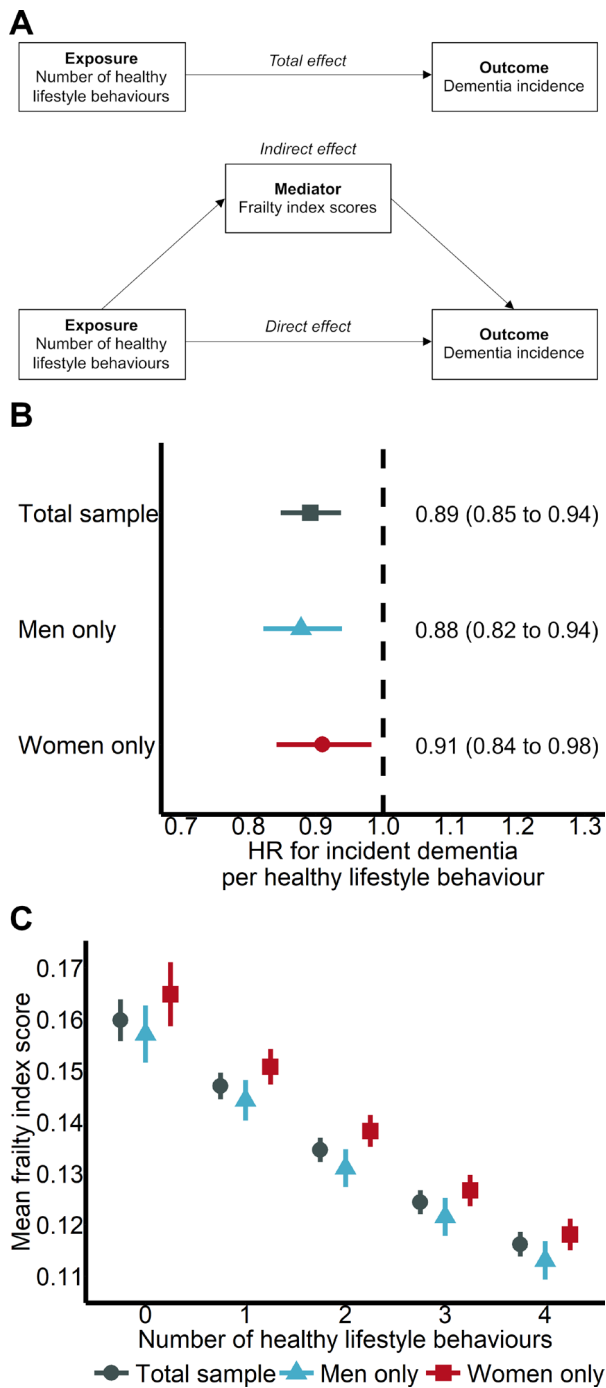 A
Exposure
Number of healthy
lifestyle behaviours
Total effect
Outcome
Dementia incidence
Indirect effect
Mediator
Frailty index scores
Exposure
Number of healthy
lifestyle behaviours
Direct effect
Outcome
Dementia incidence
B
Total sample
0.89 (0.85 to 0.94)
Men only
0.88 (0.82 to 0.94)
Women only
0.91 (0.84 to 0.98)
0.7 0.8 0.9 1.0 1.1 1.2 1.3
HR for incident dementia
per healthy lifestyle behaviour
C
Mean frailty index score
0.17
0.16
0.15
0.14
0.13
0.12
0.11
0 1 2 3 4
Number of healthy lifestyle behaviours
Total sample Men only Women only